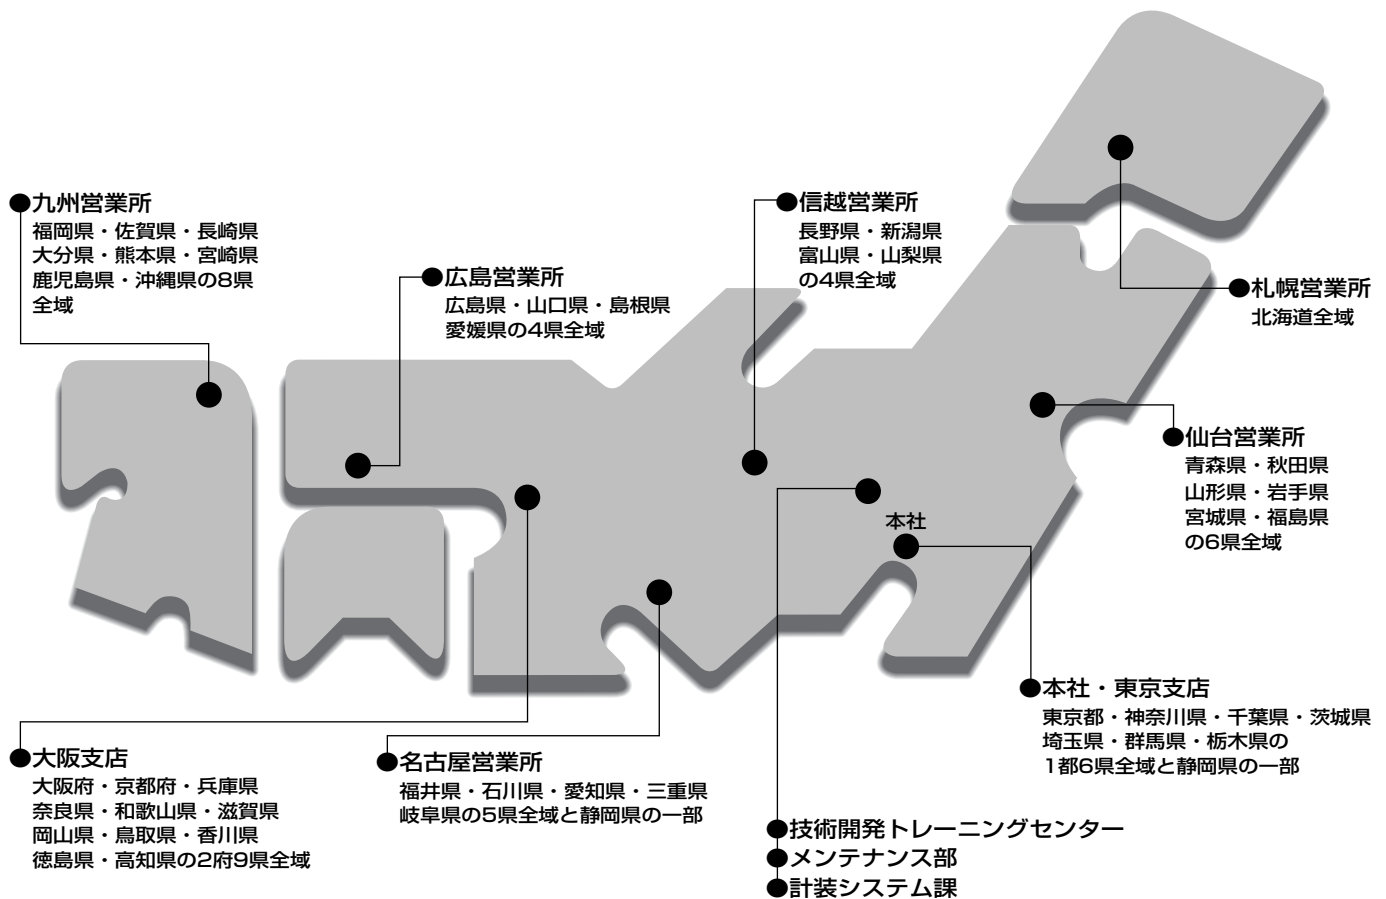 ●九州営業所
福岡県・佐賀県・長崎県
大分県・熊本県・宮崎県
鹿児島県・沖縄県の8県
全域
●広島営業所
広島県・山口県・島根県
愛媛県の4県全域
●信越営業所
長野県・新潟県
富山県・山梨県
の4県全域
●札幌営業所
北海道全域
●仙台営業所
青森県・秋田県
山形県・岩手県
宮城県・福島県
の6県全域
本社
●本社・東京支店
東京都・神奈川県・千葉県・茨城県
埼玉県・群馬県・栃木県の
1都6県全域と静岡県の一部
●大阪支店
大阪府・京都府・兵庫県
奈良県・和歌山県・滋賀県
岡山県・鳥取県・香川県
徳島県・高知県の2府9県全域
●名古屋営業所
福井県・石川県・愛知県・三重県
岐阜県の5県全域と静岡県の一部
●技術開発トレーニングセンター
●メンテナンス部
●計装システム課